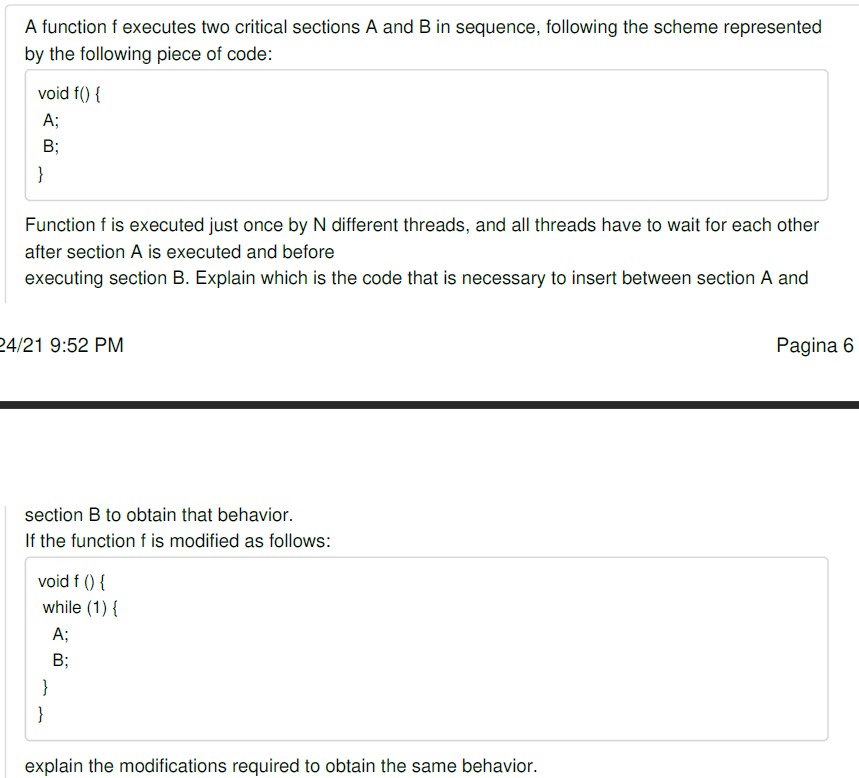 A function f executes two critical sections A and B in sequence, following the scheme represented
by the following piece of code:
void f() {
A;
B;
}
Function f is executed just once by N different threads, and all threads have to wait for each other
after section A is executed and before
executing section B. Explain which is the code that is necessary to insert between section A and
24/21 9:52 PM
Pagina 6
section B to obtain that behavior.
If the function f is modified as follows:
void f () {
while (1) {
A;
B;
}
}
explain the modifications required to obtain the same behavior.